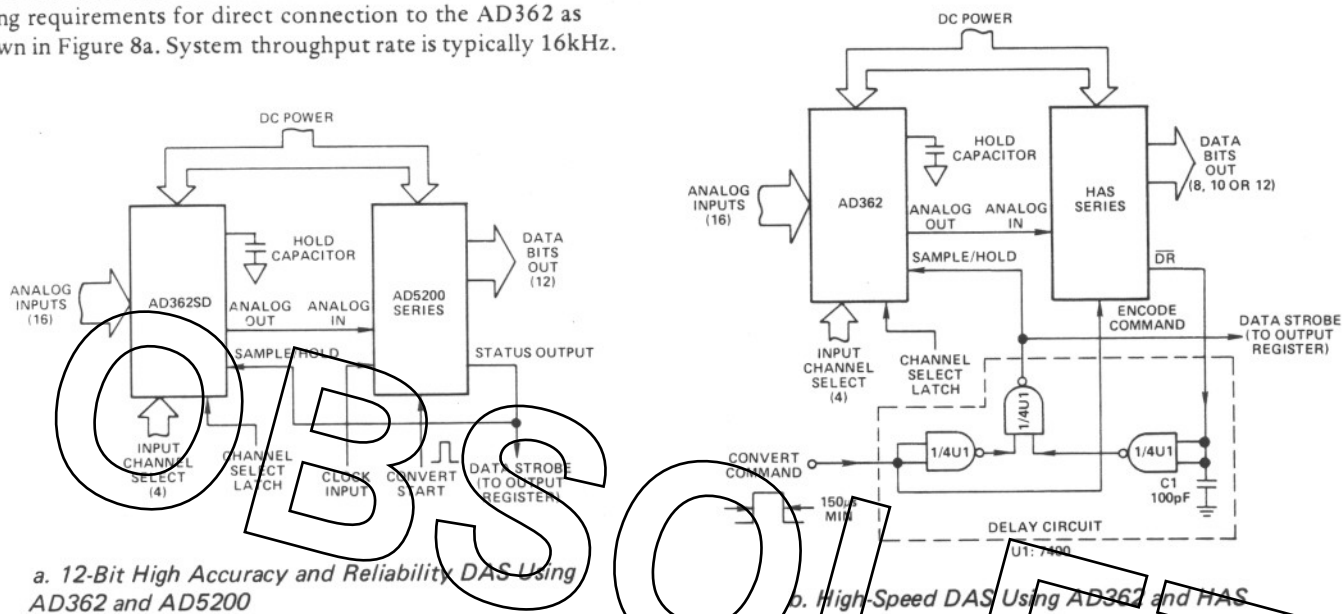 ng requirements for direct connection to the AD362 as
wn in Figure 8a. System throughput rate is typically 16kHz.
DC POWER
HOLD
CAPACITOR
ANALOG
INPUTS
(16)
AD362SD
ANALOG
OUT
ANALOG
IN
AD5200
SERIES
DATA
BITS
OUT
(12)
SAMPLE/HOLD
STATUS OUTPUT
INPUT
CHANNEL
SELECT
(4)
CHANNEL
SELECT
LATCH
CLOCK
INPUT
CONVERT
START
DATA STROBE
(TO OUTPUT
REGISTER)
a. 12-Bit High Accuracy and Reliability DAS Using
AD362 and AD5200
DC POWER
HOLD
CAPACITOR
ANALOG
INPUTS
(16)
AD362
ANALOG
OUT
ANALOG
IN
HAS
SERIES
DATA
BITS
OUT
(8, 10 OR 12)
SAMPLE/HOLD
DR
ENCODE
COMMAND
DATA STROBE
(TO OUTPUT
REGISTER)
INPUT
CHANNEL
SELECT
(4)
CHANNEL
SELECT
LATCH
1/4U1
CONVERT
COMMAND
1/4U1
1/4U1
C1
100pF
150µs
MIN
DELAY CIRCUIT
U1: 7400
b. High-Speed DAS Using AD362 and HAS
OBSOLET